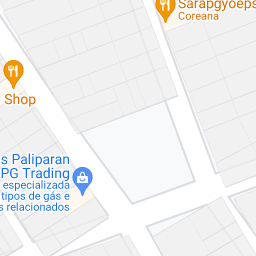 Sarapgyoeps
Coreana
Shop
s Paliparan
PG Trading
especializada
tipos de gás e
s relacionados